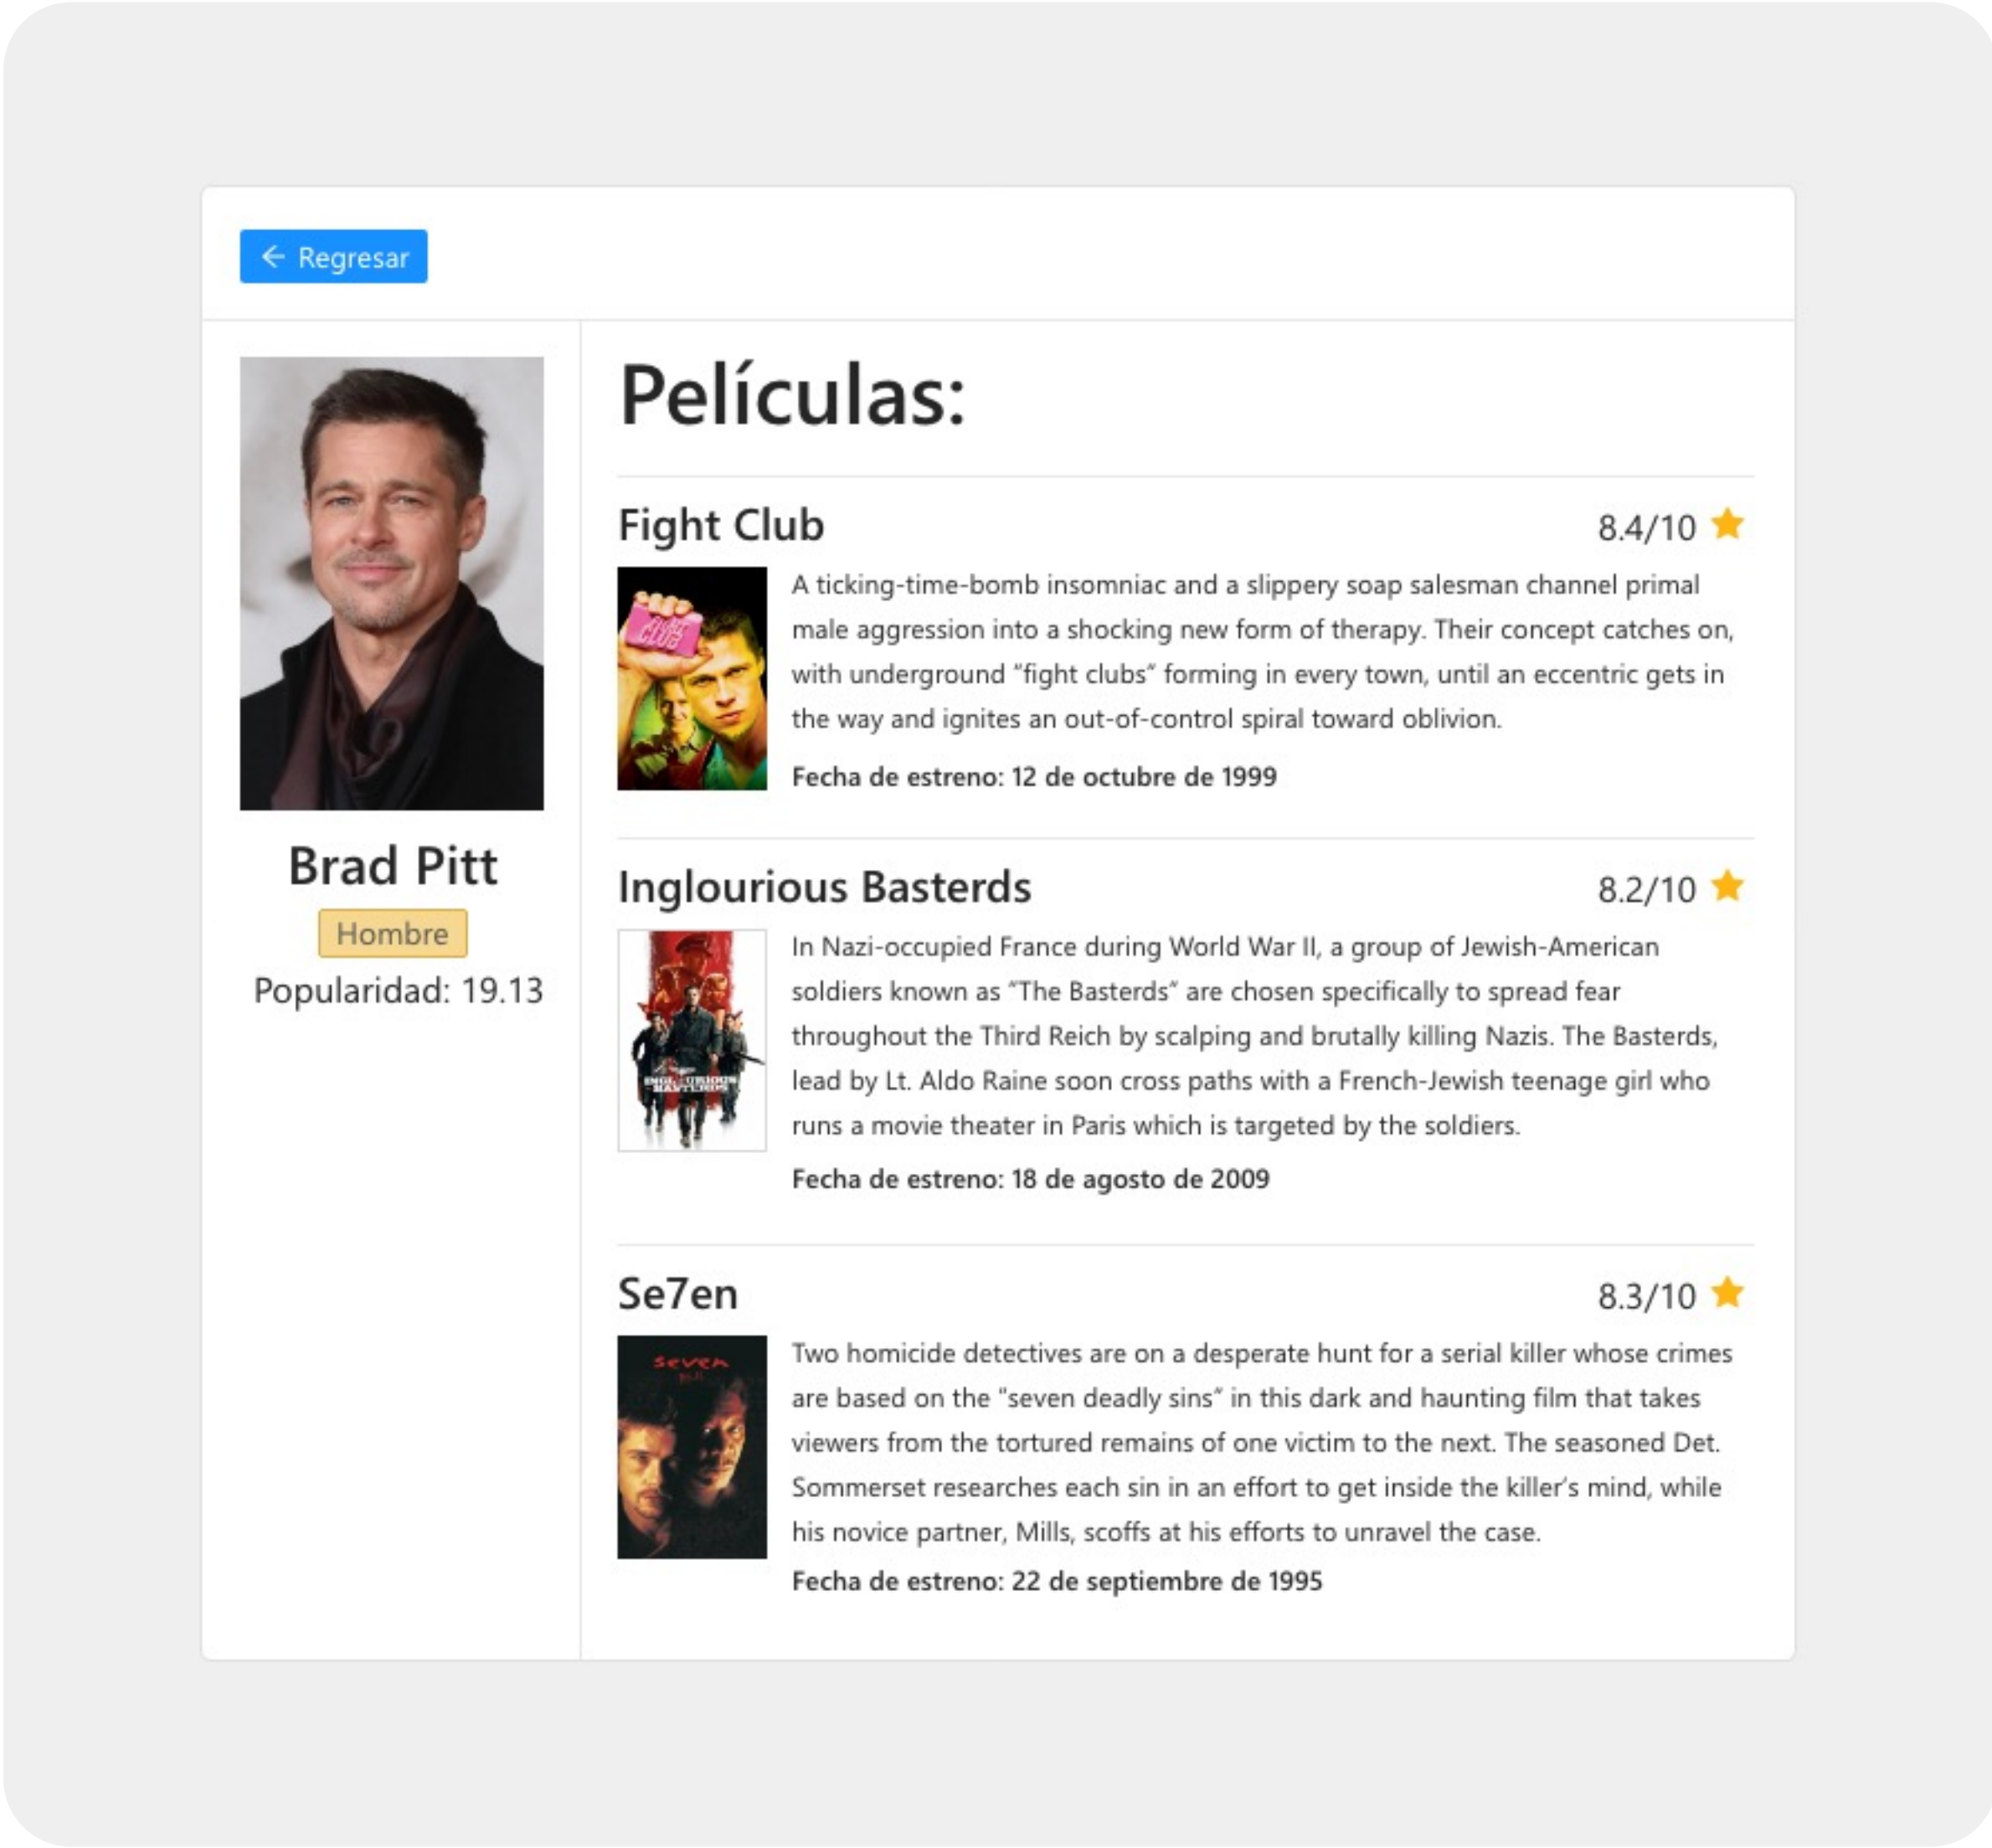 ← Regresar
Brad Pitt
Hombre
Popularidad: 19.13
Películas:
Fight Club
8.4/10
CLUB
A ticking-time-bomb insomniac and a slippery soap salesman channel primal
male aggression into a shocking new form of therapy. Their concept catches on,
with underground “fight clubs” forming in every town, until an eccentric gets in
the way and ignites an out-of-control spiral toward oblivion.
Fecha de estreno: 12 de octubre de 1999
Inglourious Basterds
8.2/10
INGLOURIOUS
BASTERDS
In Nazi-occupied France during World War II, a group of Jewish-American
soldiers known as “The Basterds” are chosen specifically to spread fear
throughout the Third Reich by scalping and brutally killing Nazis. The Basterds,
lead by Lt. Aldo Raine soon cross paths with a French-Jewish teenage girl who
runs a movie theater in Paris which is targeted by the soldiers.
Fecha de estreno: 18 de agosto de 2009
Se7en
8.3/10
seven
Two homicide detectives are on a desperate hunt for a serial killer whose crimes
are based on the “seven deadly sins” in this dark and haunting film that takes
viewers from the tortured remains of one victim to the next. The seasoned Det.
Sommerset researches each sin in an effort to get inside the killer’s mind, while
his novice partner, Mills, scoffs at his efforts to unravel the case.
Fecha de estreno: 22 de septiembre de 1995